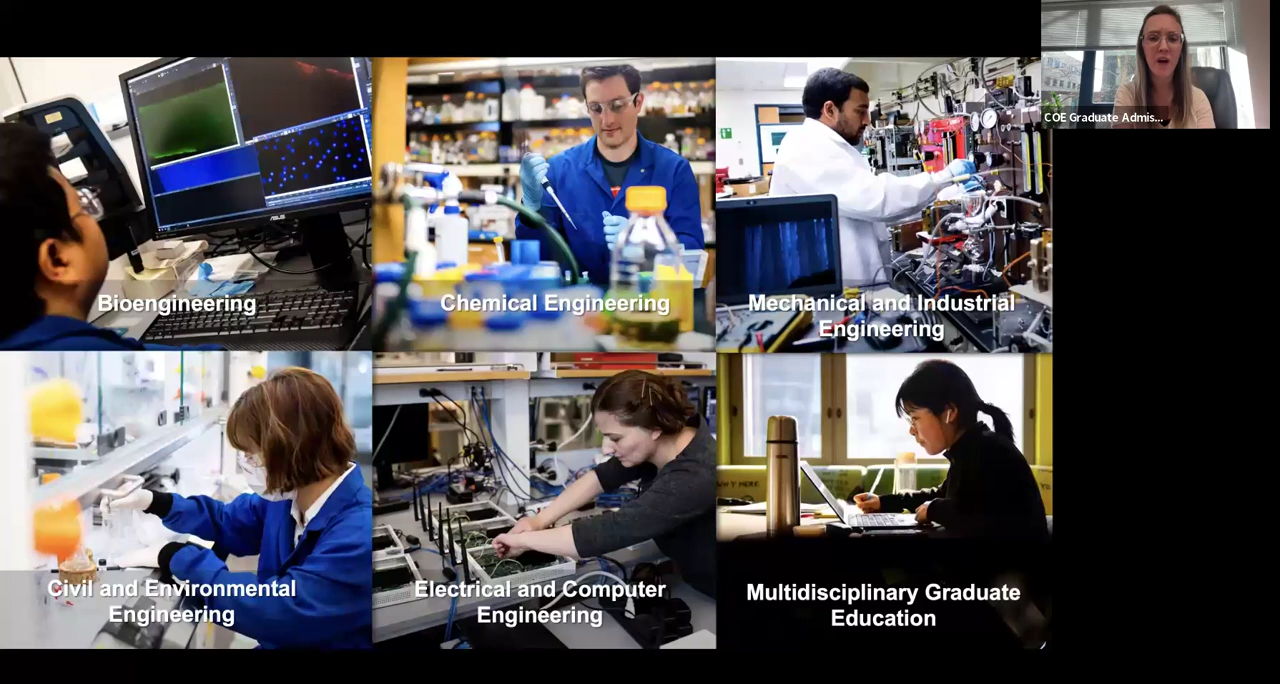 COE Graduate Admis...
ASUS
Bioengineering
Chemical Engineering
Mechanical and Industrial
Engineering
Civil and Environmental
Engineering
Electrical and Computer
Engineering
Multidisciplinary Graduate
Education